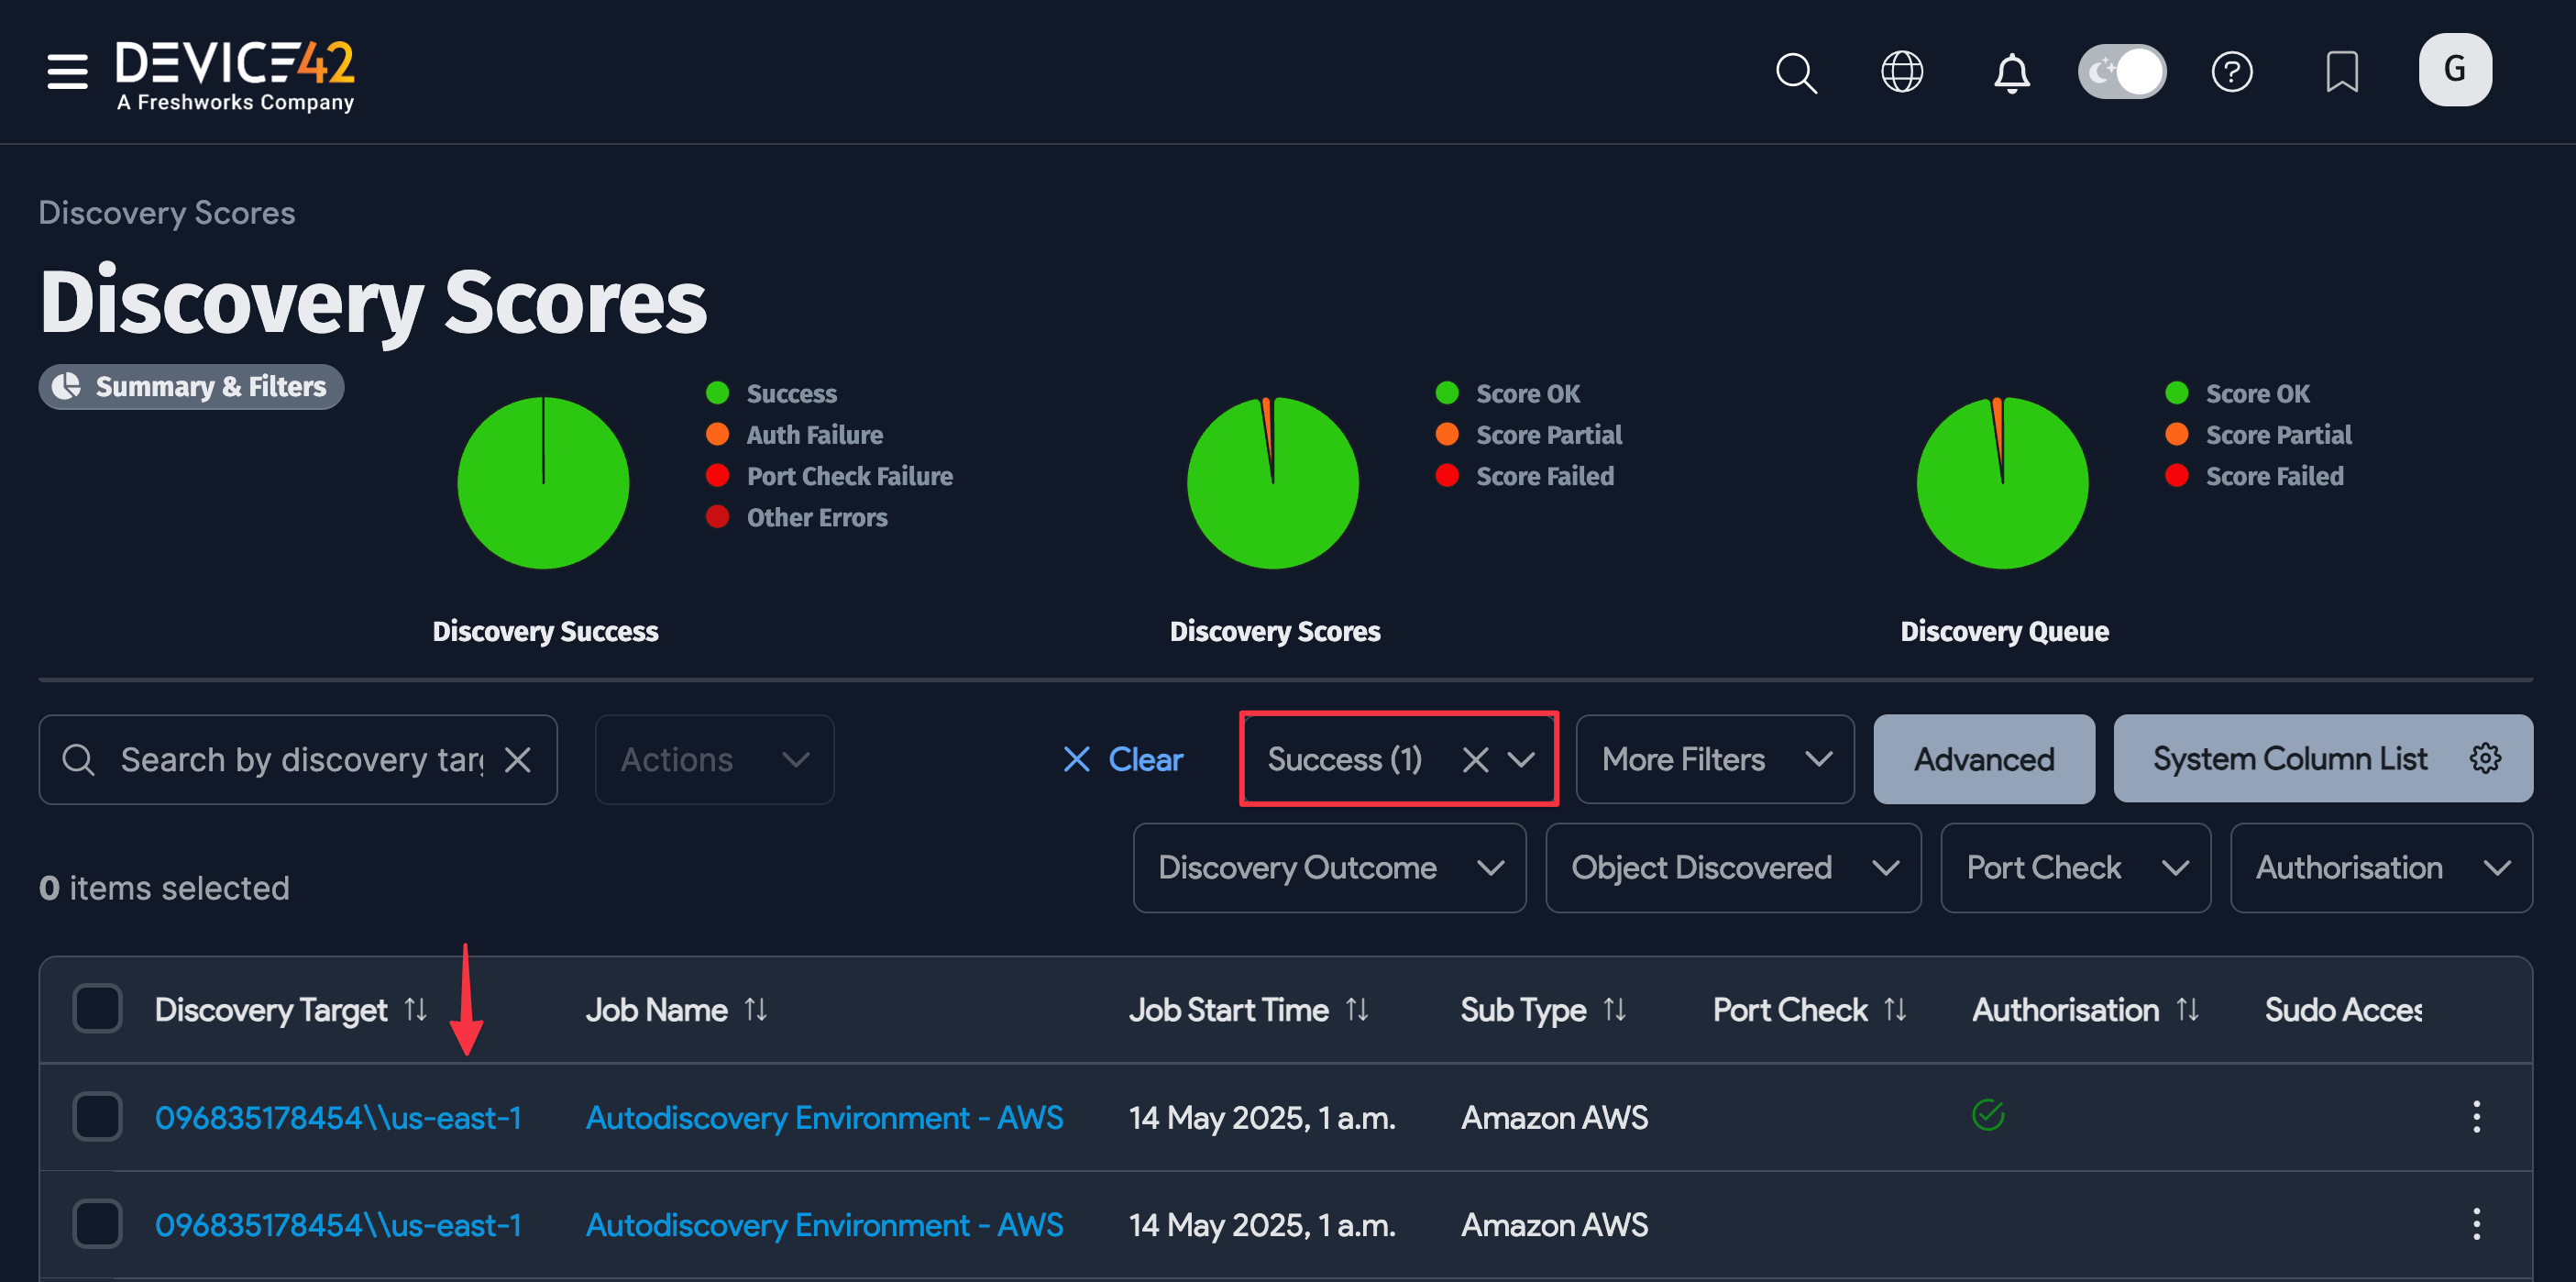 DEVICE42
A Freshworks Company
G
Discovery Scores
Discovery Scores
Summary & Filters
Success
Auth Failure
Port Check Failure
Other Errors
Discovery Success
Score OK
Score Partial
Score Failed
Discovery Scores
Score OK
Score Partial
Score Failed
Discovery Queue
Search by discovery targ
Actions
Clear
Success (1)
More Filters
Advanced
System Column List
0 items selected
Discovery Outcome
Object Discovered
Port Check
Authorisation
Discovery Target Job Name Job Start Time Sub Type Port Check Authorisation Sudo Acces
096835178454\\us-east-1 Autodiscovery Environment - AWS 14 May 2025, 1 a.m. Amazon AWS
096835178454\\us-east-1 Autodiscovery Environment - AWS 14 May 2025, 1 a.m. Amazon AWS